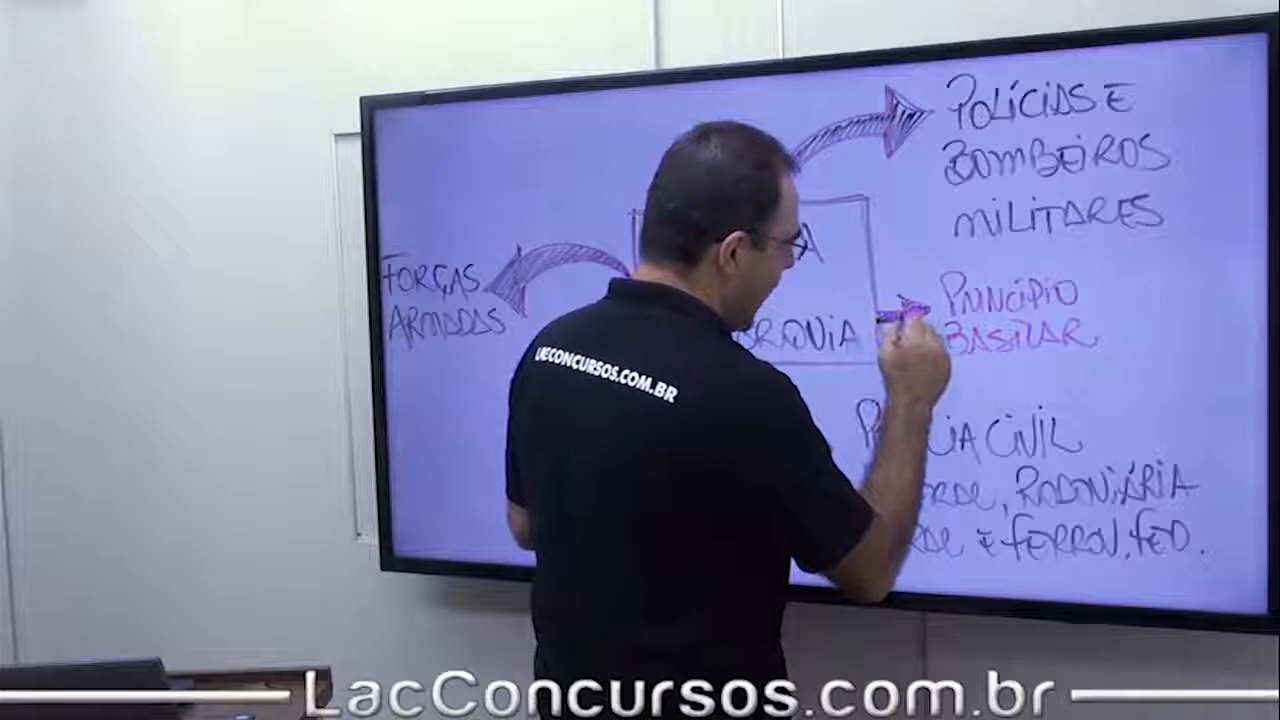 POLÍCIAS E
BOMBEIROS
MILITARES
FORÇAS
ARMADAS
PRINCÍPIO
BASILAR
CIVIL
RODOVIÁRIA
E FERROV. FED.
LACCONCURSOS.COM.BR
LacConcursos.com.br